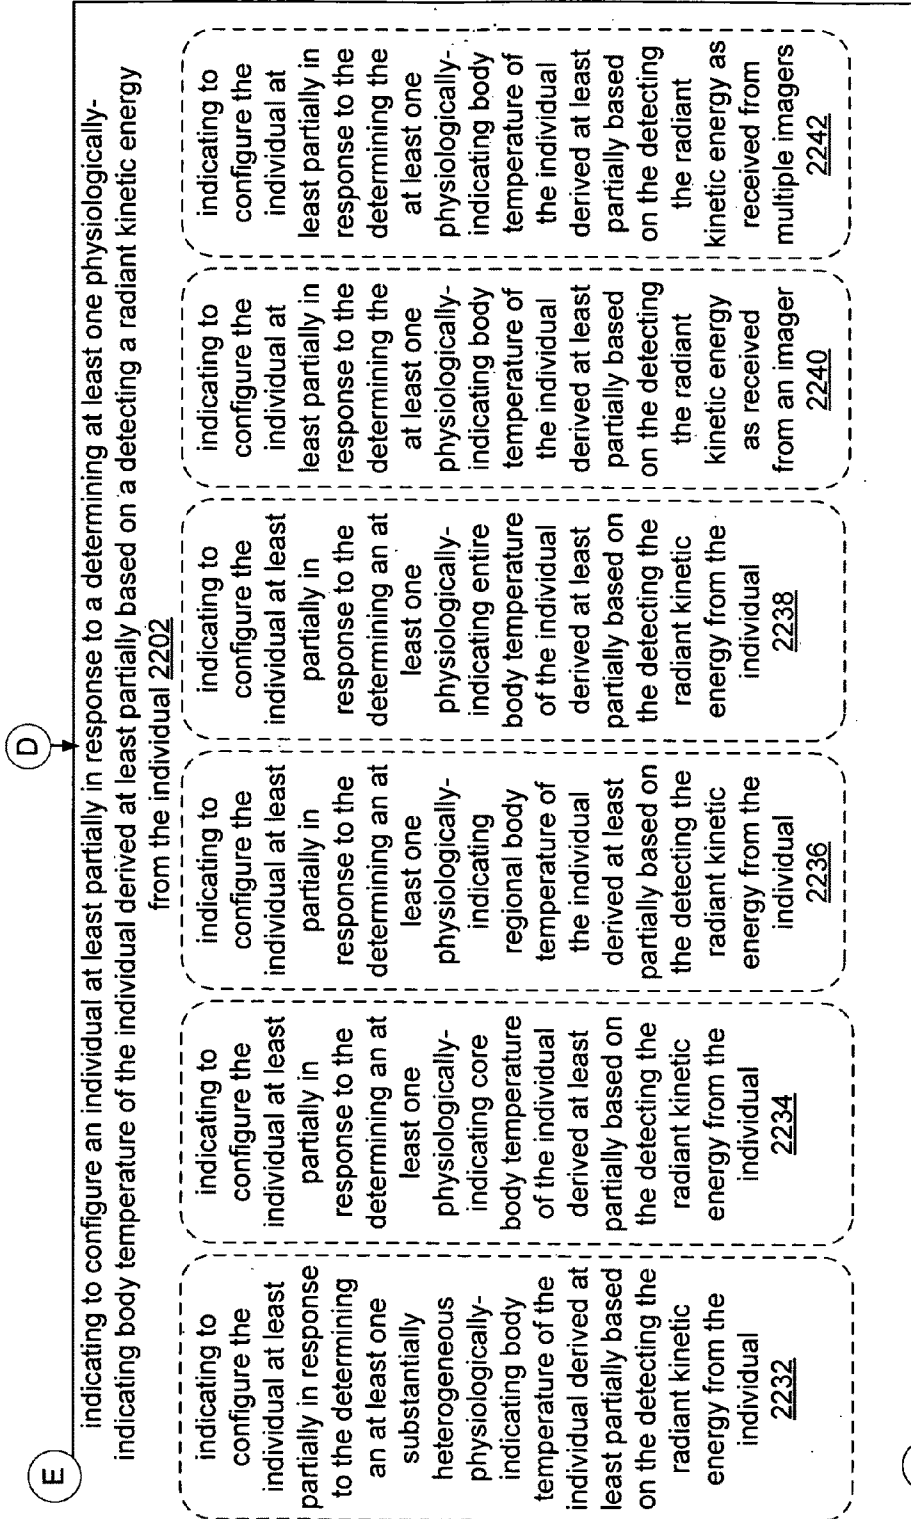 D
E
indicating to configure an individual at least partially in response to a determining at least one physiologically-
indicating body temperature of the individual derived at least partially based on a detecting a radiant kinetic energy
from the individual 2202
indicating to
configure the
individual at least
partially in response
to the determining
an at least one
substantially
heterogeneous
physiologically-
indicating body
temperature of the
individual derived at
least partially based
on the detecting the
radiant kinetic
energy from the
individual
2232
indicating to
configure the
individual at least
partially in
response to the
determining an at
least one
physiologically-
indicating core
body temperature
of the individual
derived at least
partially based on
the detecting the
radiant kinetic
energy from the
individual
2234
indicating to
configure the
individual at least
partially in
response to the
determining an at
least one
physiologically-
indicating
regional body
temperature of
the individual
derived at least
partially based on
the detecting the
radiant kinetic
energy from the
individual
2236
indicating to
configure the
individual at least
partially in
response to the
determining an at
least one
physiologically-
indicating entire
body temperature
of the individual
derived at least
partially based on
the detecting the
radiant kinetic
energy from the
individual
2238
indicating to
configure the
individual at
least partially in
response to the
determining the
at least one
physiologically-
indicating body
temperature of
the individual
derived at least
partially based
on the detecting
the radiant
kinetic energy
as received
from an imager
2240
indicating to
configure the
individual at
least partially in
response to the
determining the
at least one
physiologically-
indicating body
temperature of
the individual
derived at least
partially based
on the detecting
the radiant
kinetic energy as
received from
multiple imagers
2242